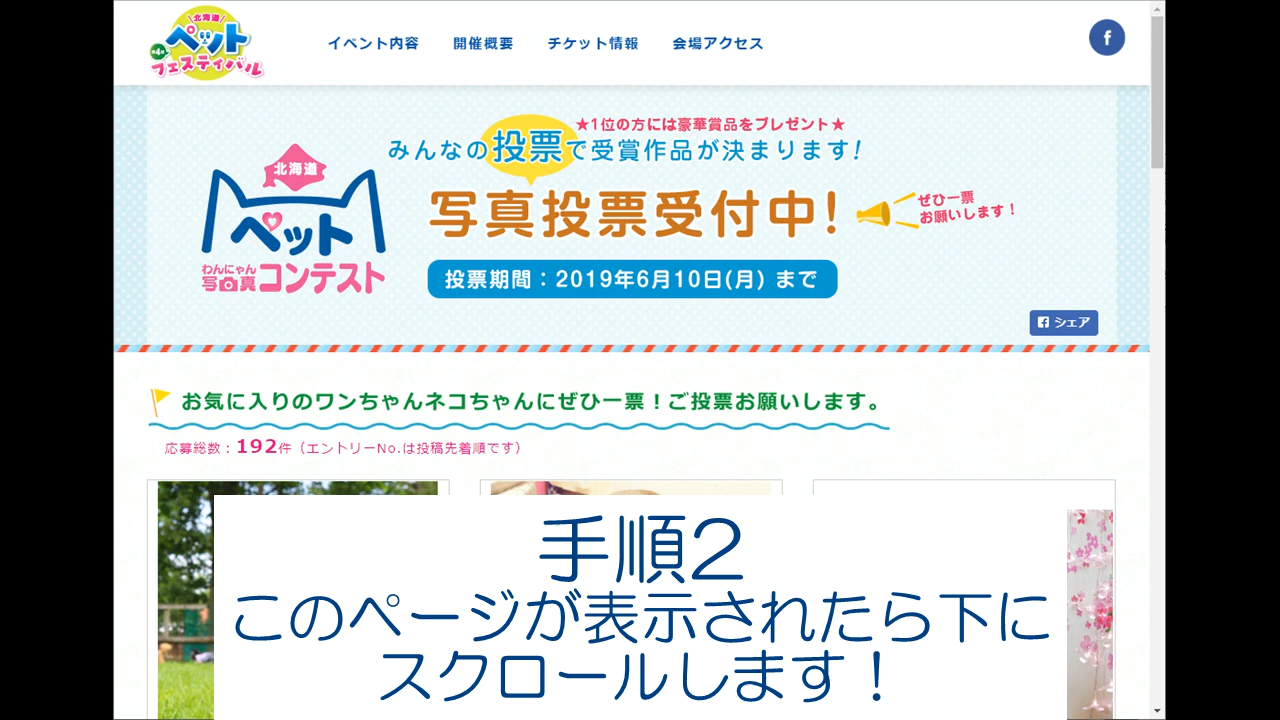 北海道
ペット
第4回
フェスティバル
イベント内容
開催概要
チケット情報
会場アクセス
f
★1位の方には豪華賞品をプレゼント★
みんなの投票で受賞作品が決まります!
北海道
ペット
わんにゃん
写真コンテスト
写真投票受付中!
ぜひ一票
お願いします!
投票期間:2019年6月10日(月) まで
シェア
お気に入りのワンちゃんネコちゃんにぜひ一票!ご投票お願いします。
応募総数:192件(エントリーNo.は投稿先着順です)
手順2
このページが表示されたら下に
スクロールします!